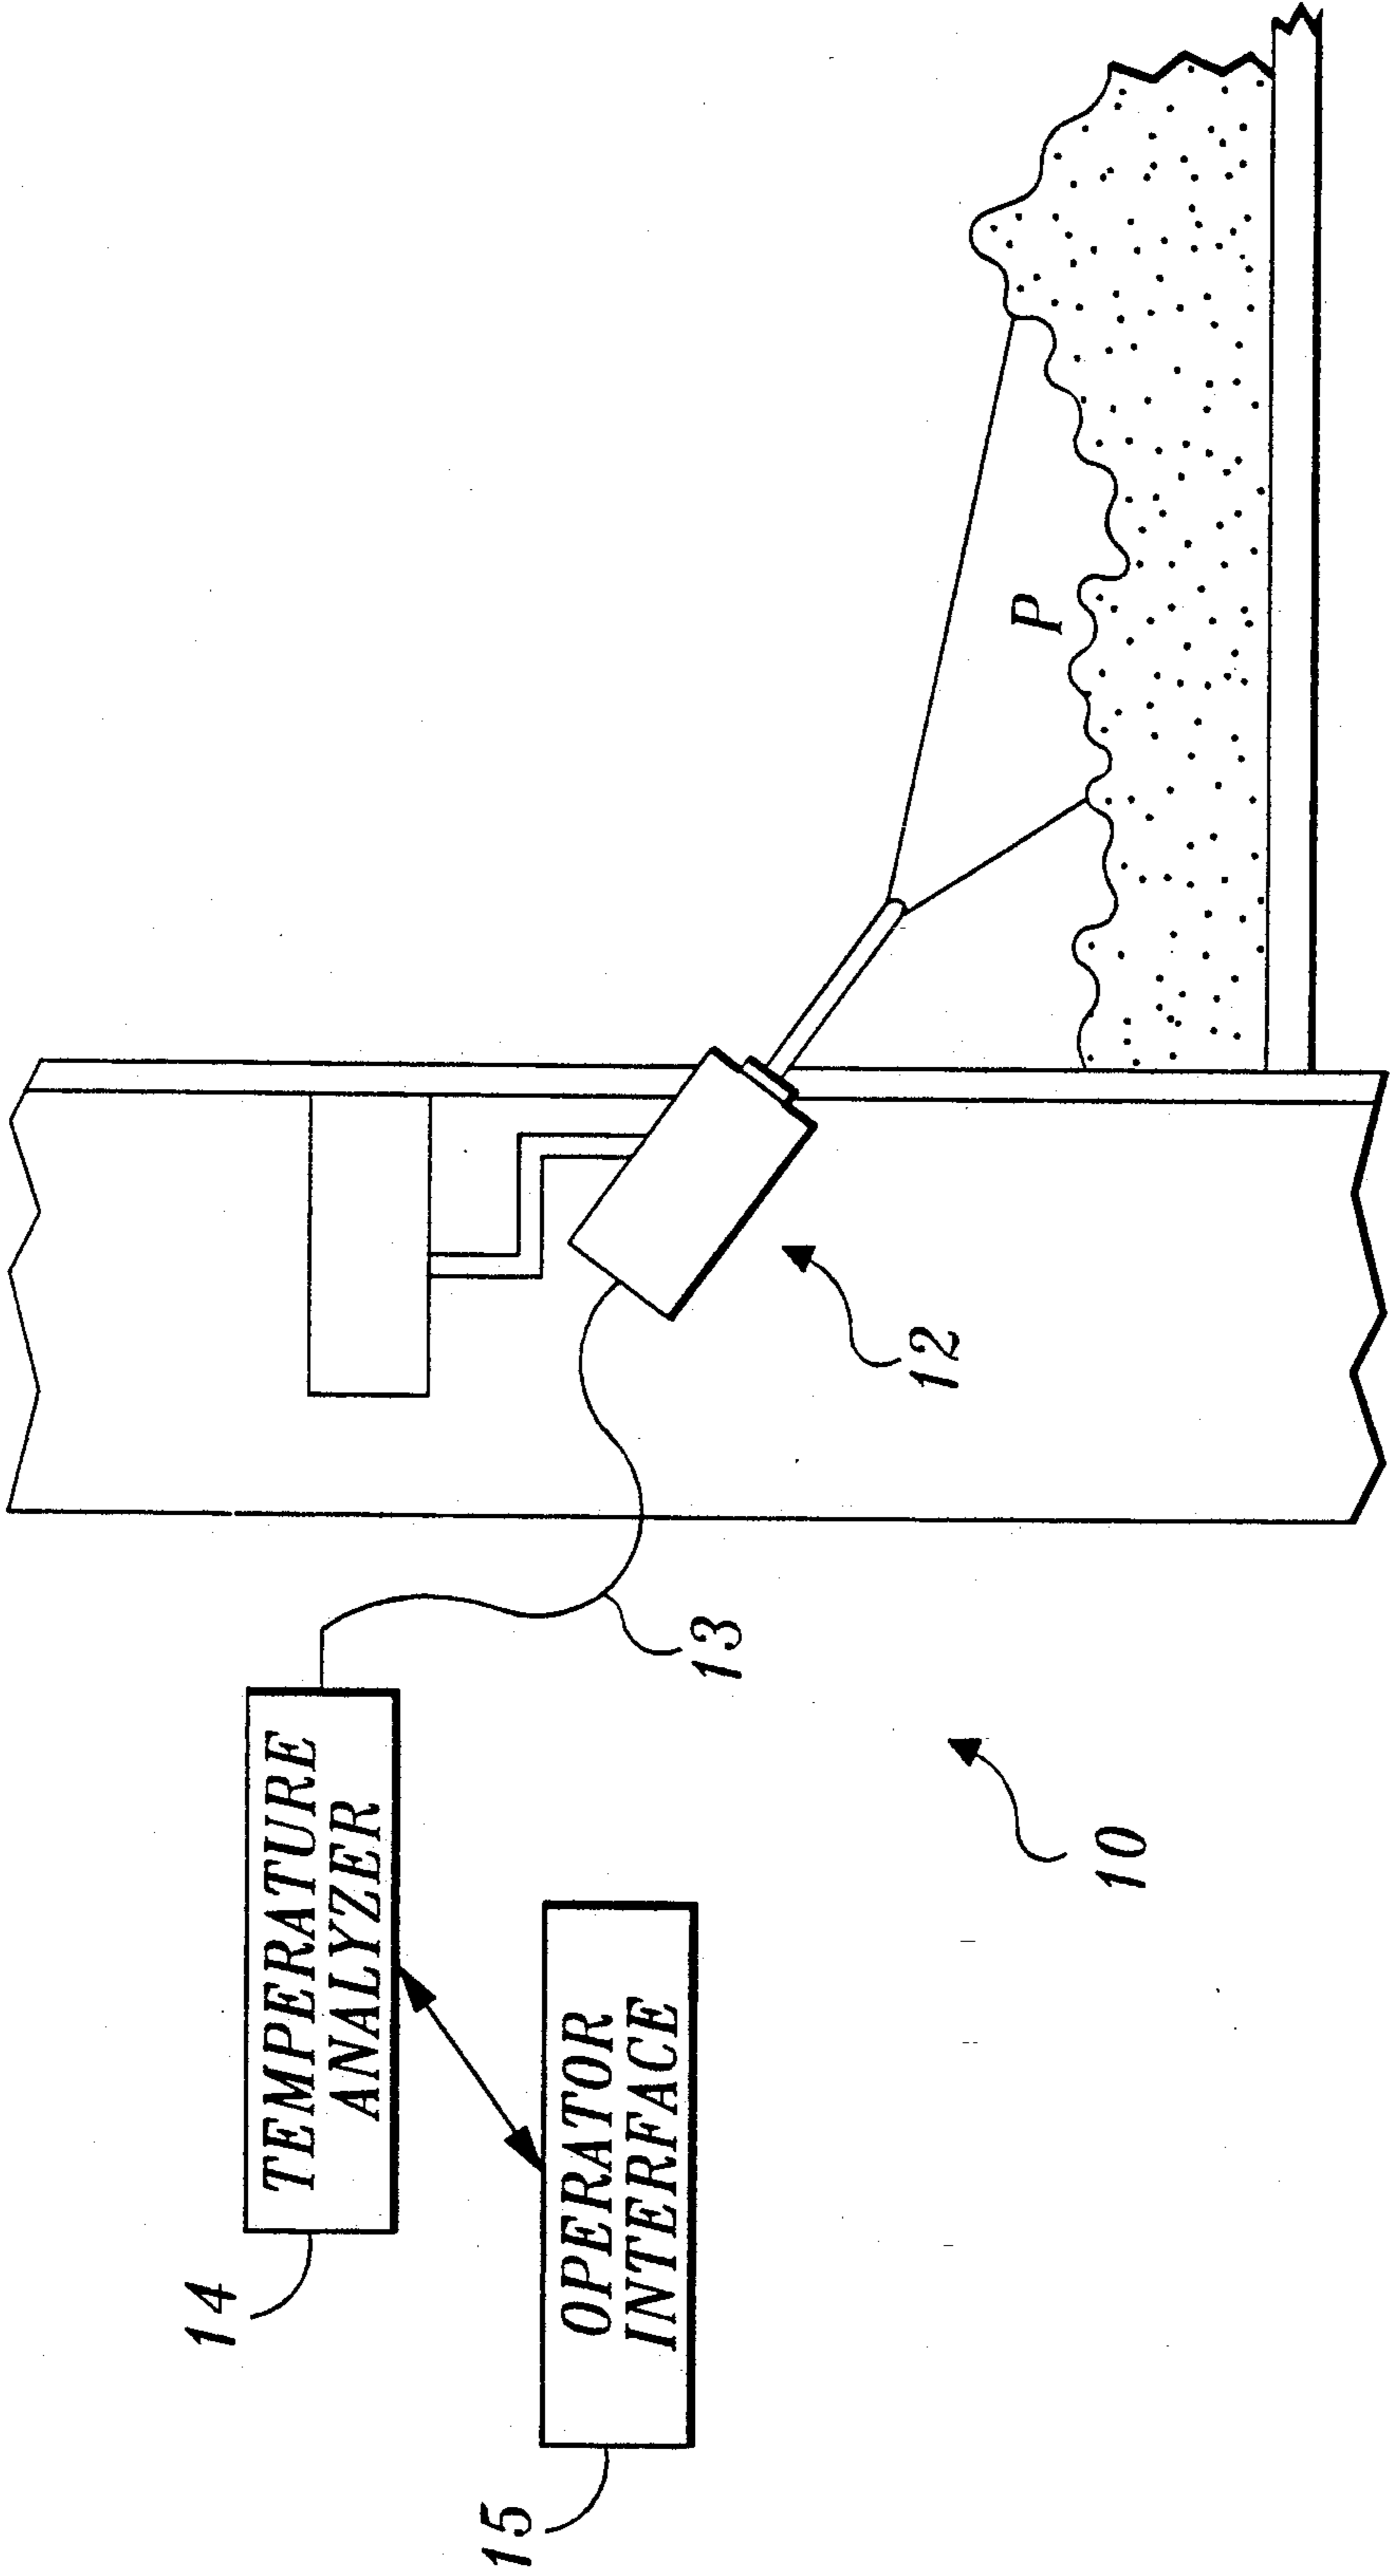 14
TEMPERATURE
ANALYZER
15
OPERATOR
INTERFACE
13
10
12
P